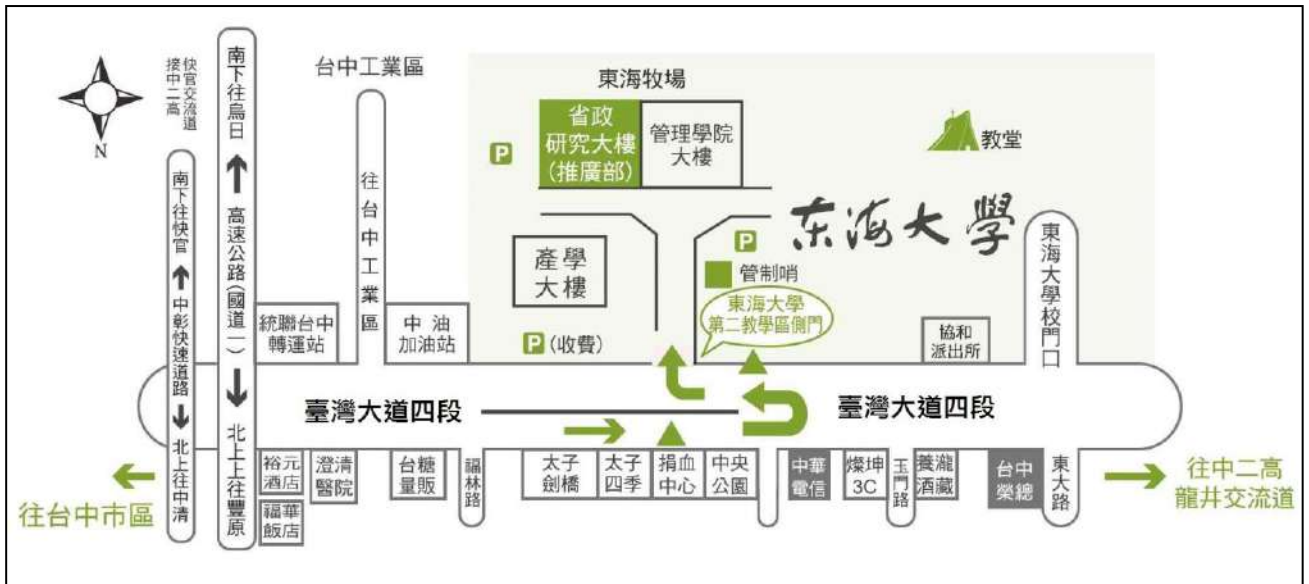 快官交流道
接中二高
N
南下往烏日
高速公路(國道一)
北上上往豐原
南下往快官
中彰快速道路
北上往中清
台中工業區
往台中工業區
東海牧場
省政
研究大樓
(推廣部)
管理學院
大樓
P
教堂
东海大學
產學
大樓
P
管制哨
東海大學
第二教學區側門
東海大學校門口
統聯台中
轉運站
中油
加油站
P(收費)
協和
派出所
臺灣大道四段
臺灣大道四段
裕元
酒店
福華
飯店
澄清
醫院
台糖
量販
福林路
太子
劍橋
太子
四季
捐血
中心
中央
公園
中華
電信
燦坤
3C
玉門路
養瀧
酒藏
台中
榮總
東大路
往台中市區
往中二高
龍井交流道